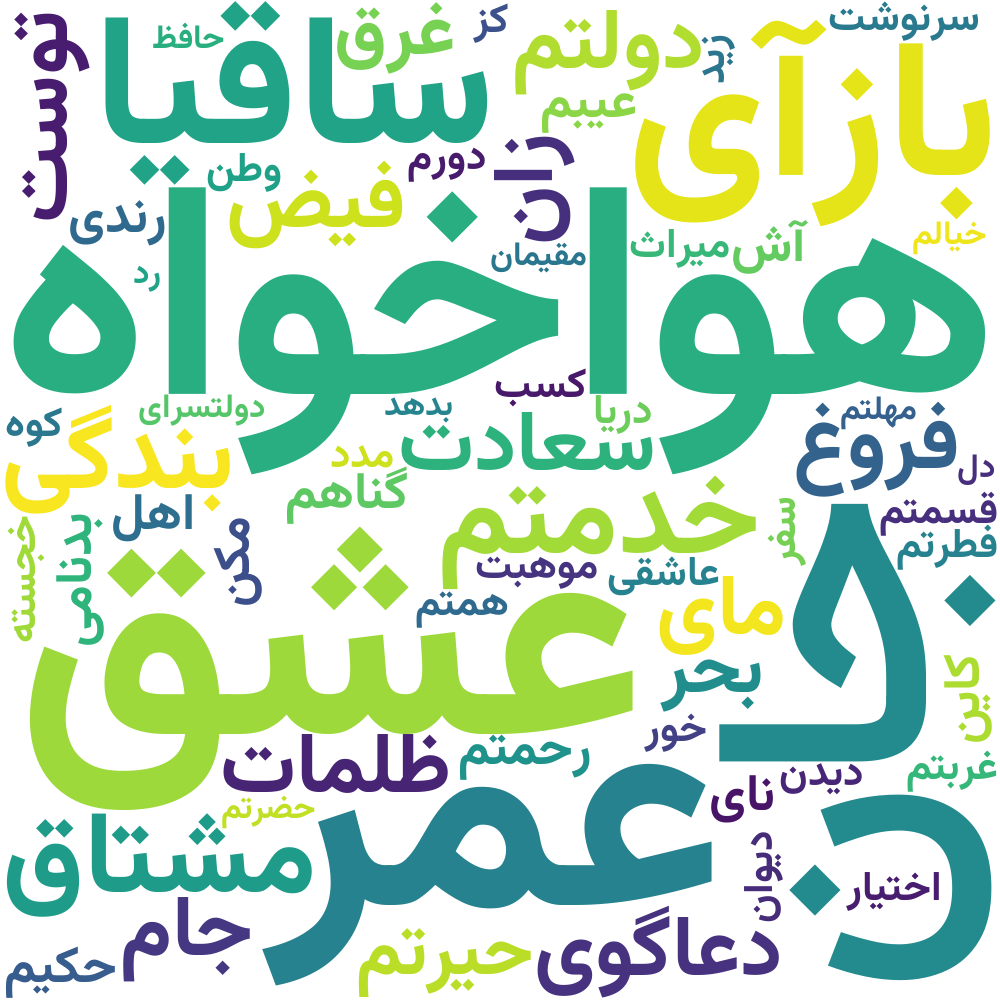 سرنوشت
کز
حافظ
غرق
ساقیا
دولتم
زید
توست
بازآی
عیبم
زان
دورم
وطن
فیض
رندی
هواخواه
خیالم
آش
میراث
مقیمان
رد
کسب
دریا
بدهد
دولتسرای
مهلتم
کوه
بندگی
سعادت
فروغ
مدد
دل
گناهم
خدمتم
قسمتم
اهل
سفر
فطرتم
مکن
بدنامی
خجسته
عشق
موهبت
عاشقی
همتم
مای
بحر
کاین
خور
رحمتم
ظلمات
غربتم
دیدن
نای
حضرتم
عمر
مشتاق
دیوان
اختیار
جام
دعاگوی
حیرتم
حکیم